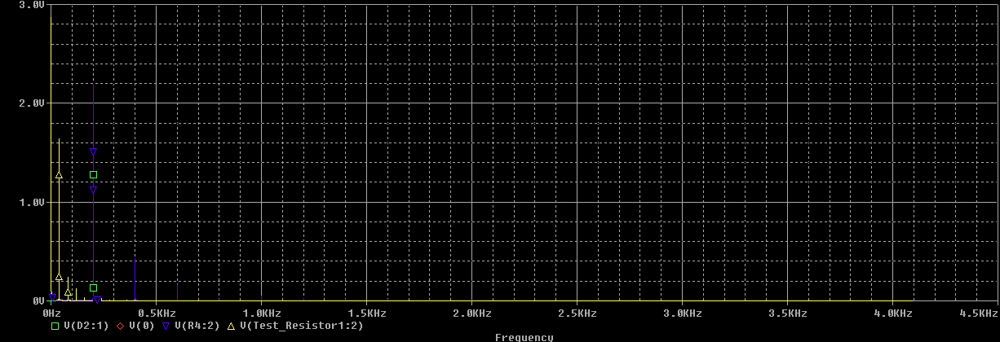 3.0V
2.0V
1.0V
0V
0Hz 0.5KHz 1.0KHz 1.5KHz 2.0KHz 2.5KHz 3.0KHz 3.5KHz 4.0KHz 4.5KHz
V(D2:1) V(0) V(R4:2) V(Test_Resistor1:2)
Frequency